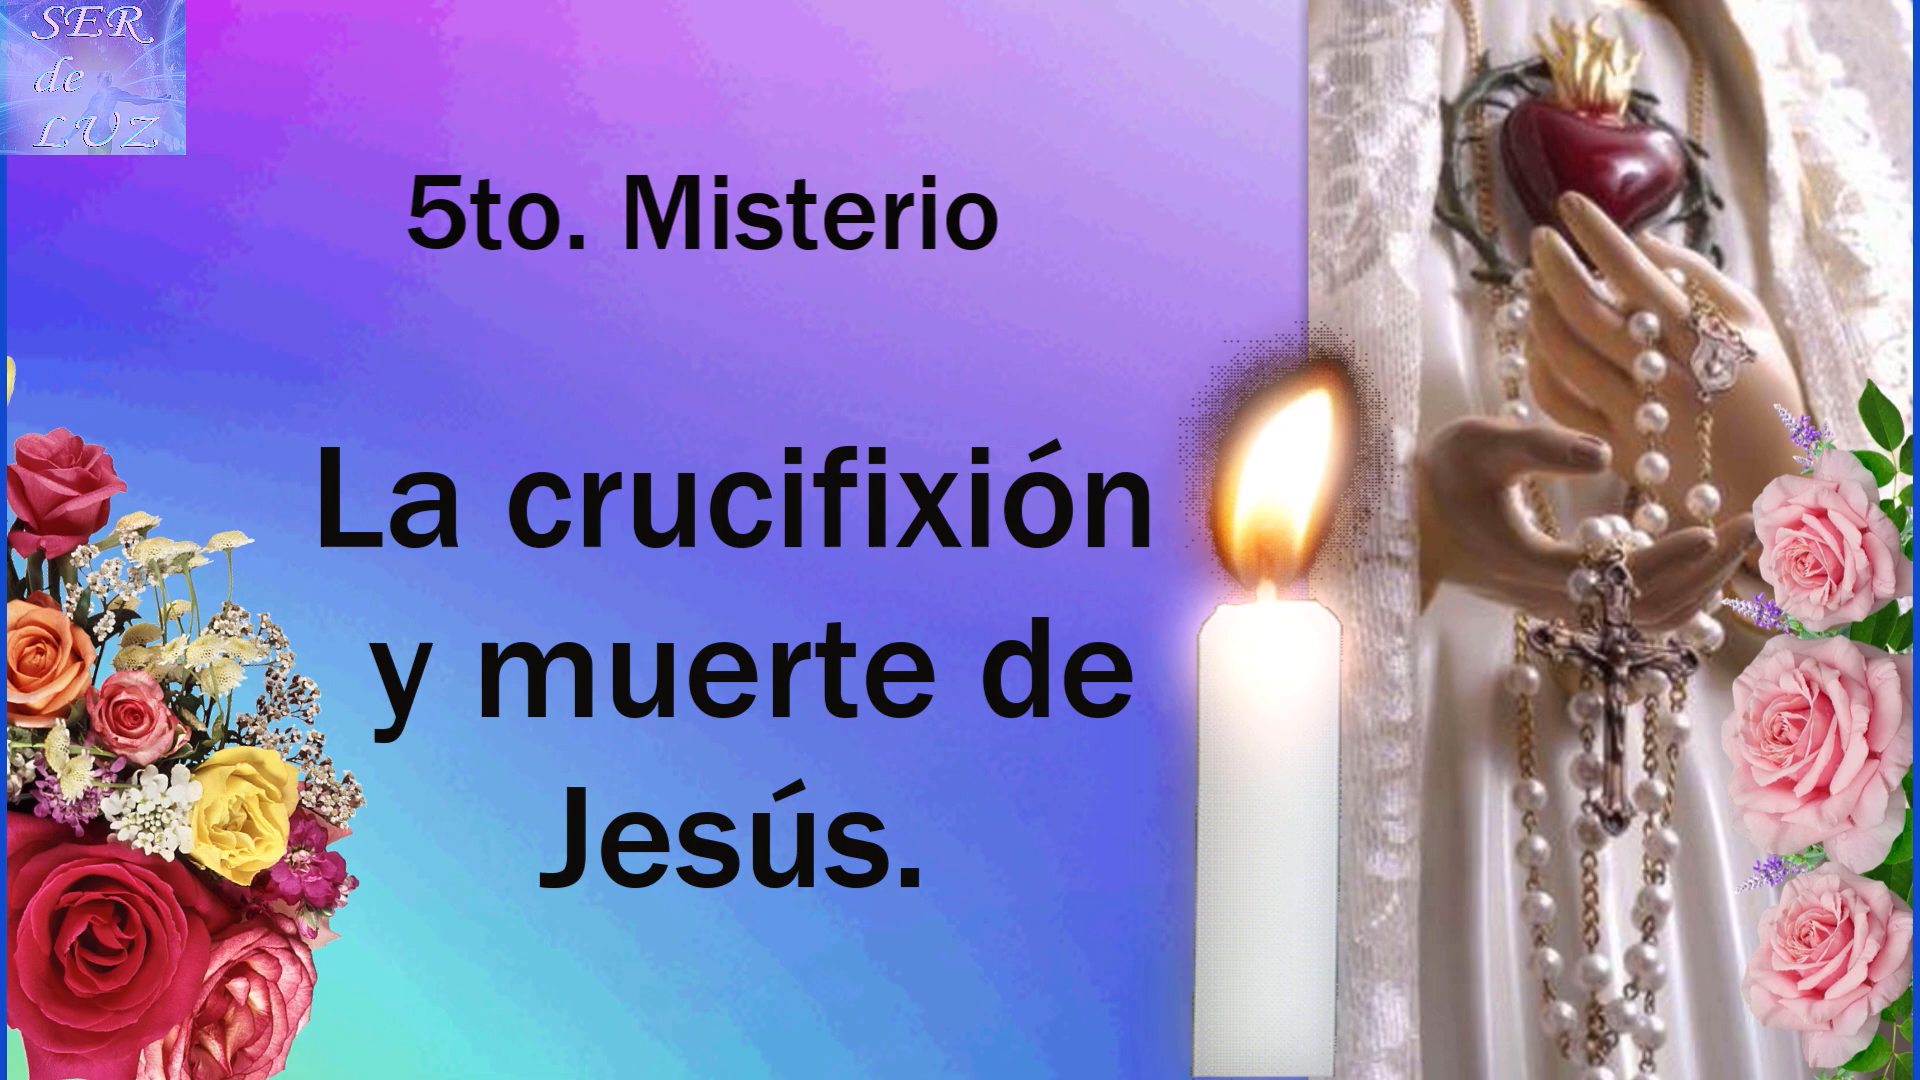 SER
de
LUZ
5to. Misterio
La crucifixión
y muerte de
Jesús.